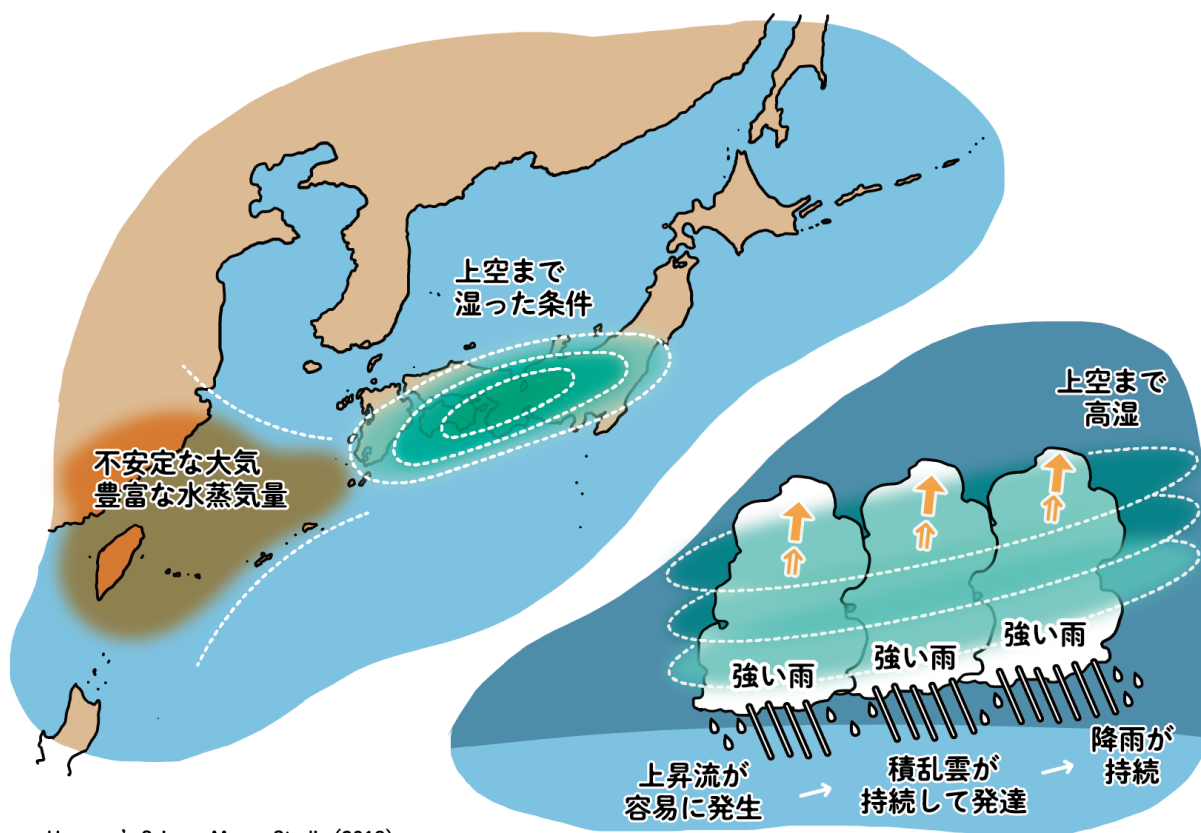 上空まで
湿った条件
不安定な大気
豊富な水蒸気量
上空まで
高湿
強い雨
強い雨
強い雨
上昇流が
容易に発生
→
積乱雲が
持続して発達
→
降雨が
持続